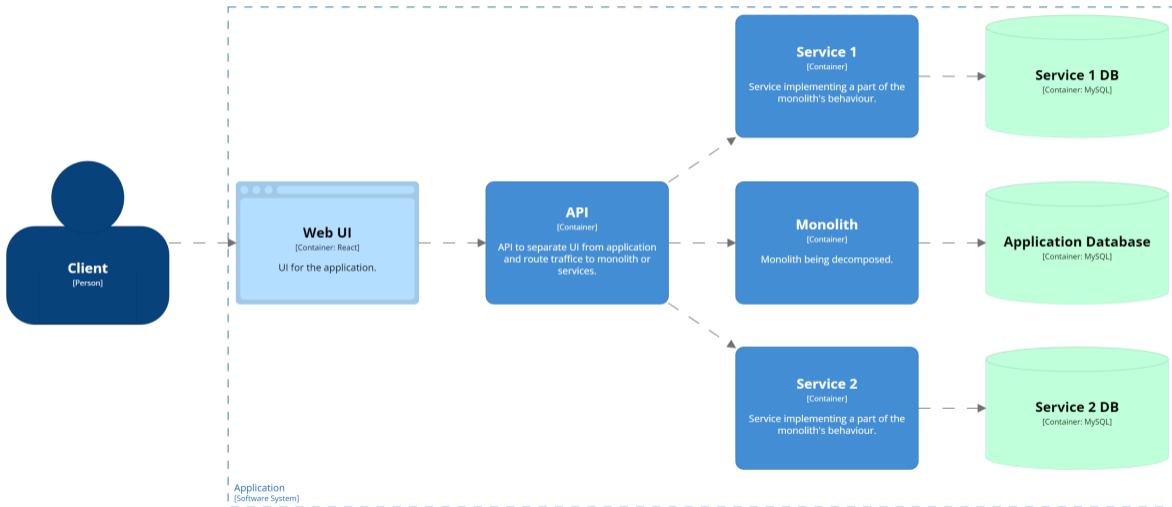 Client
[Person]
Web UI
[Container: React]
UI for the application.
API
[Container]
API to separate UI from application
and route traffice to monolith or
services.
Service 1
[Container]
Service implementing a part of the
monolith's behaviour.
Service 1 DB
[Container: MySQL]
Monolith
[Container]
Monolith being decomposed.
Application Database
[Container: MySQL]
Service 2
[Container]
Service implementing a part of the
monolith's behaviour.
Service 2 DB
[Container: MySQL]
Application
[Software System]